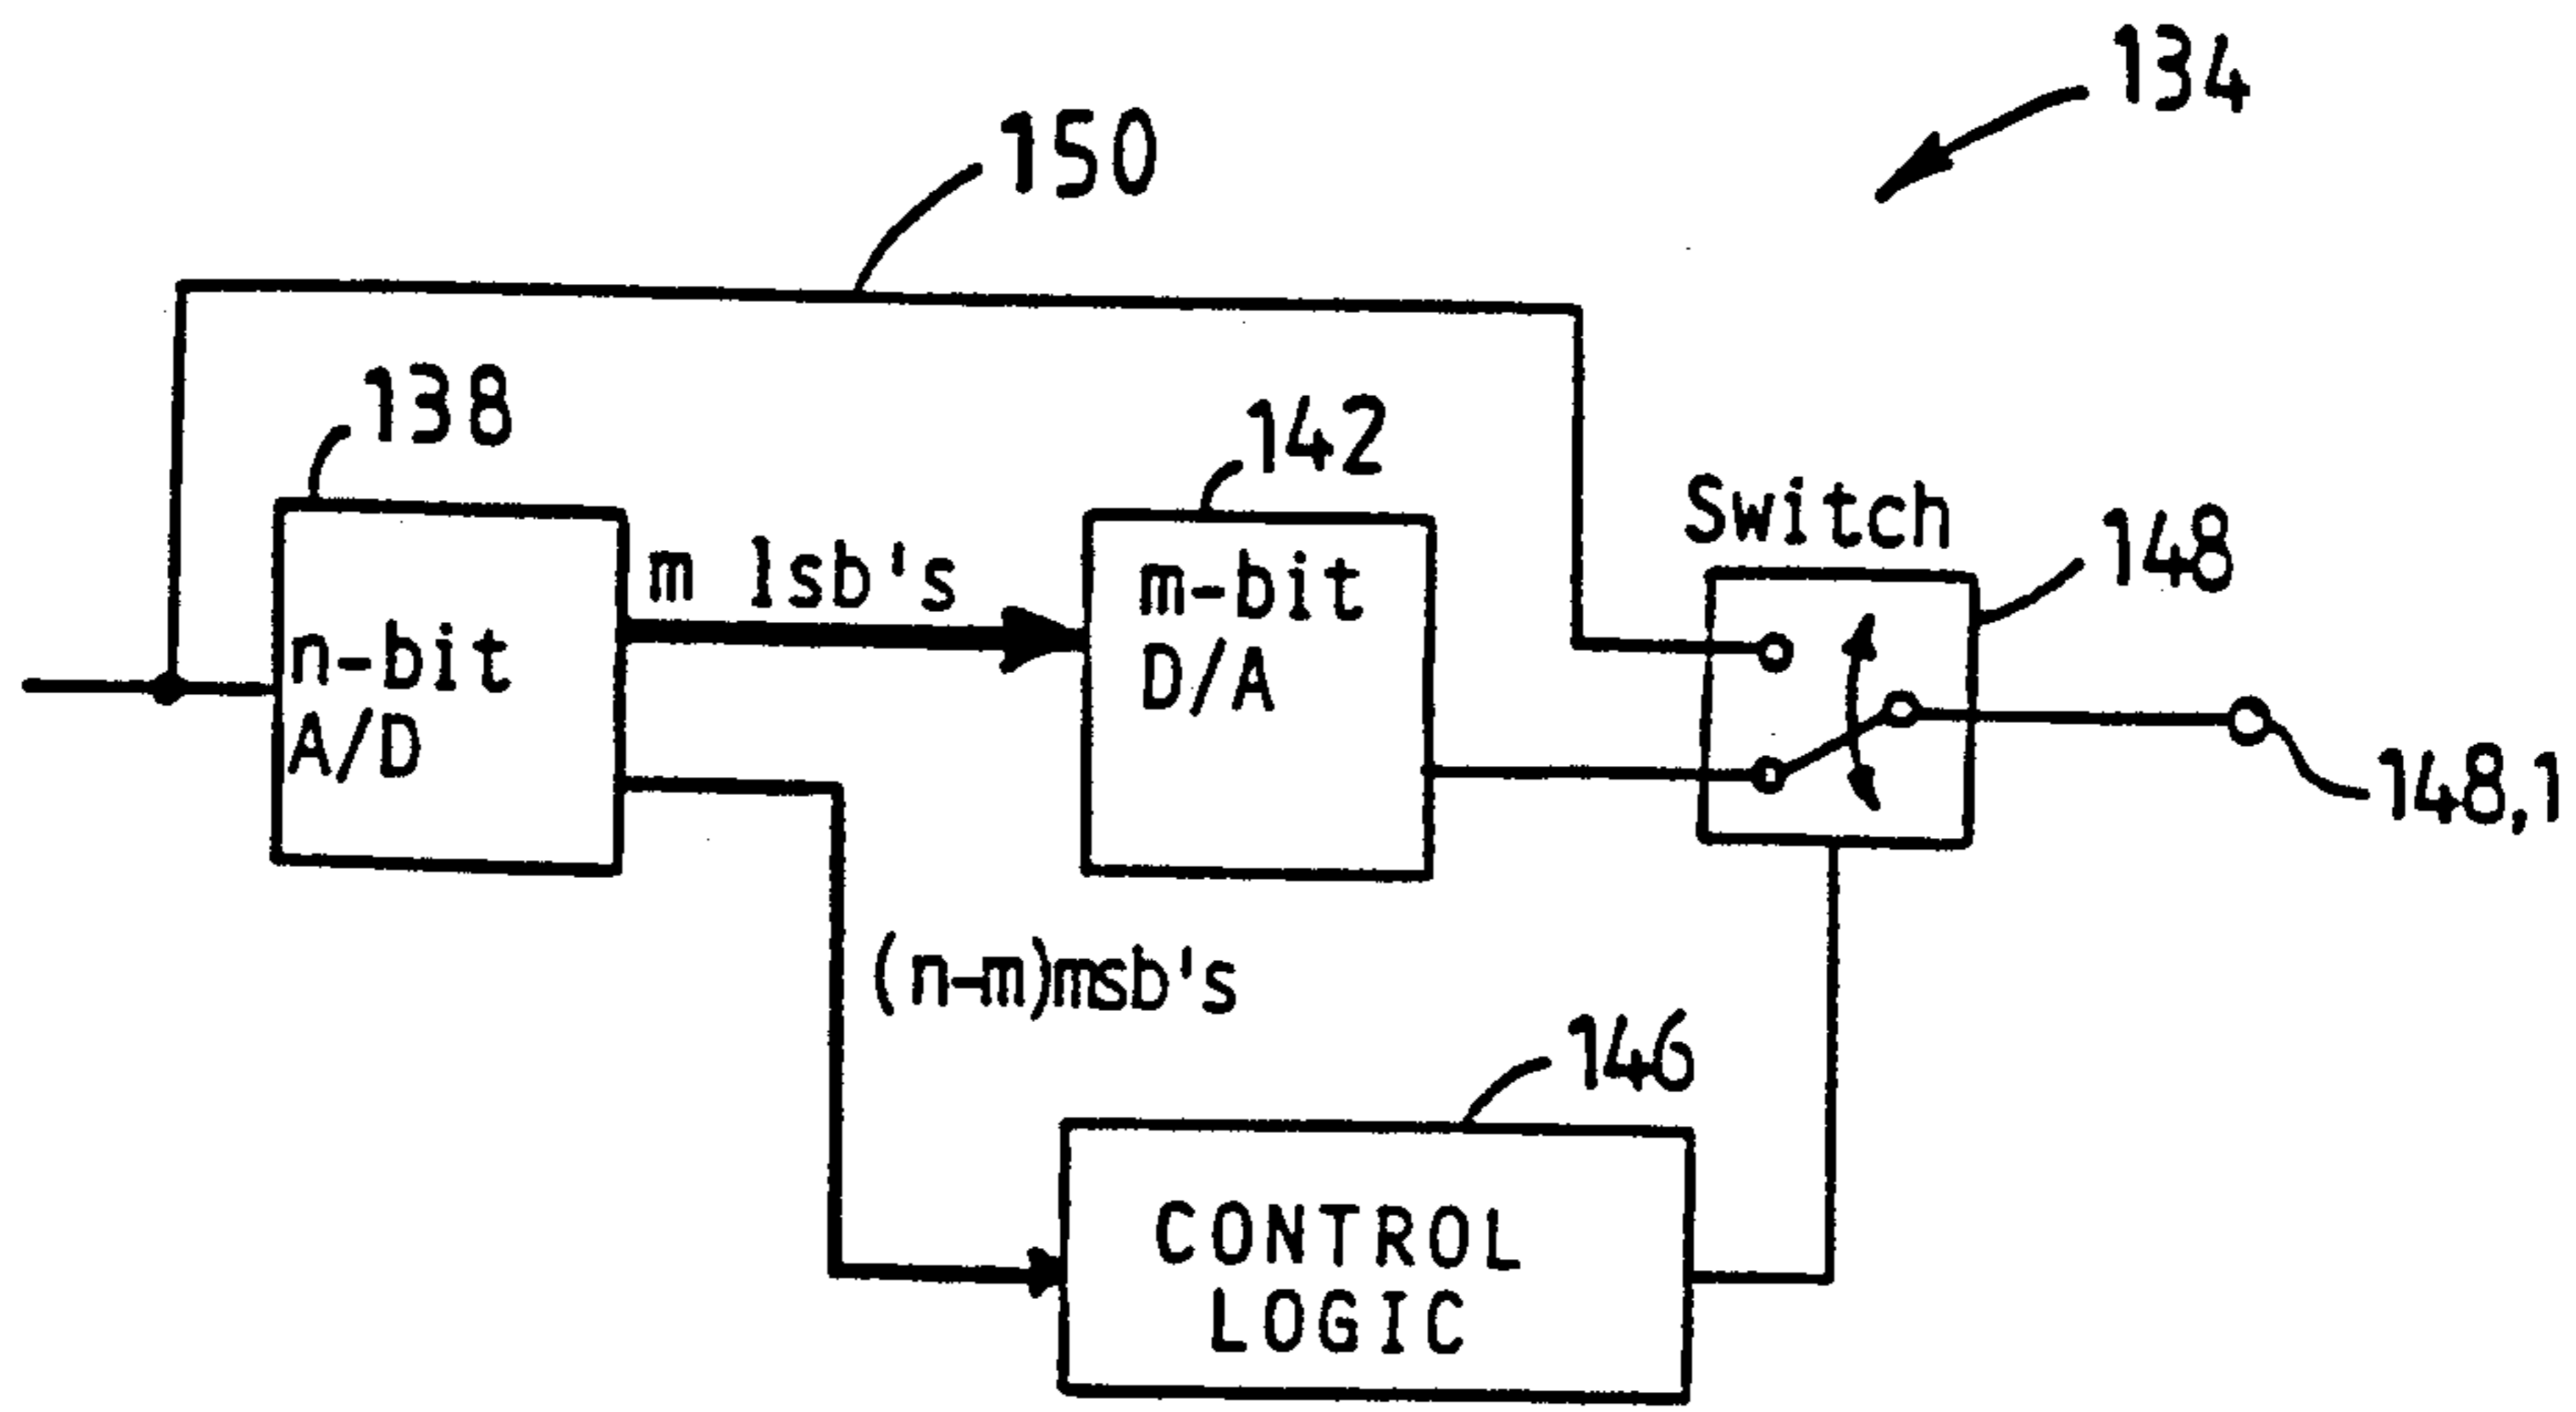 134
150
138
142
m lsb's
n-bit
A/D
m-bit
D/A
Switch
148
148,1
(n-m)msb's
146
CONTROL
LOGIC